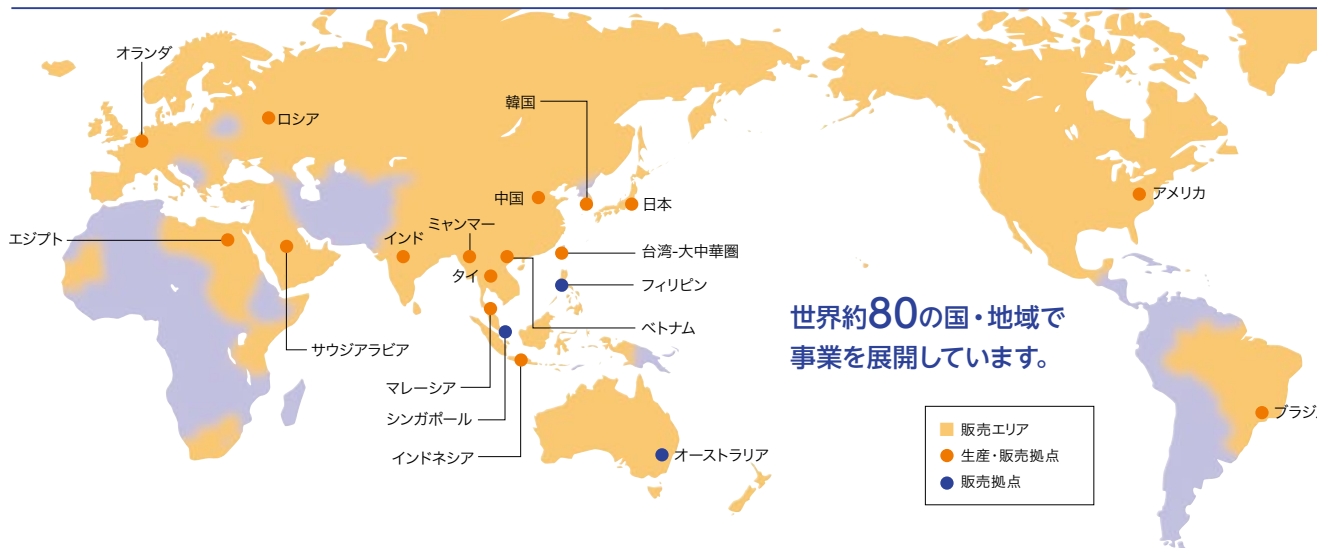 オランダ
ロシア
韓国
中国
日本
アメリカ
ミャンマー
エジプト
インド
台湾-大中華圏
タイ
フィリピン
ベトナム
サウジアラビア
マレーシア
シンガポール
インドネシア
オーストラリア
世界約80の国・地域で
事業を展開しています。
ブラジ
販売エリア
生産・販売拠点
販売拠点